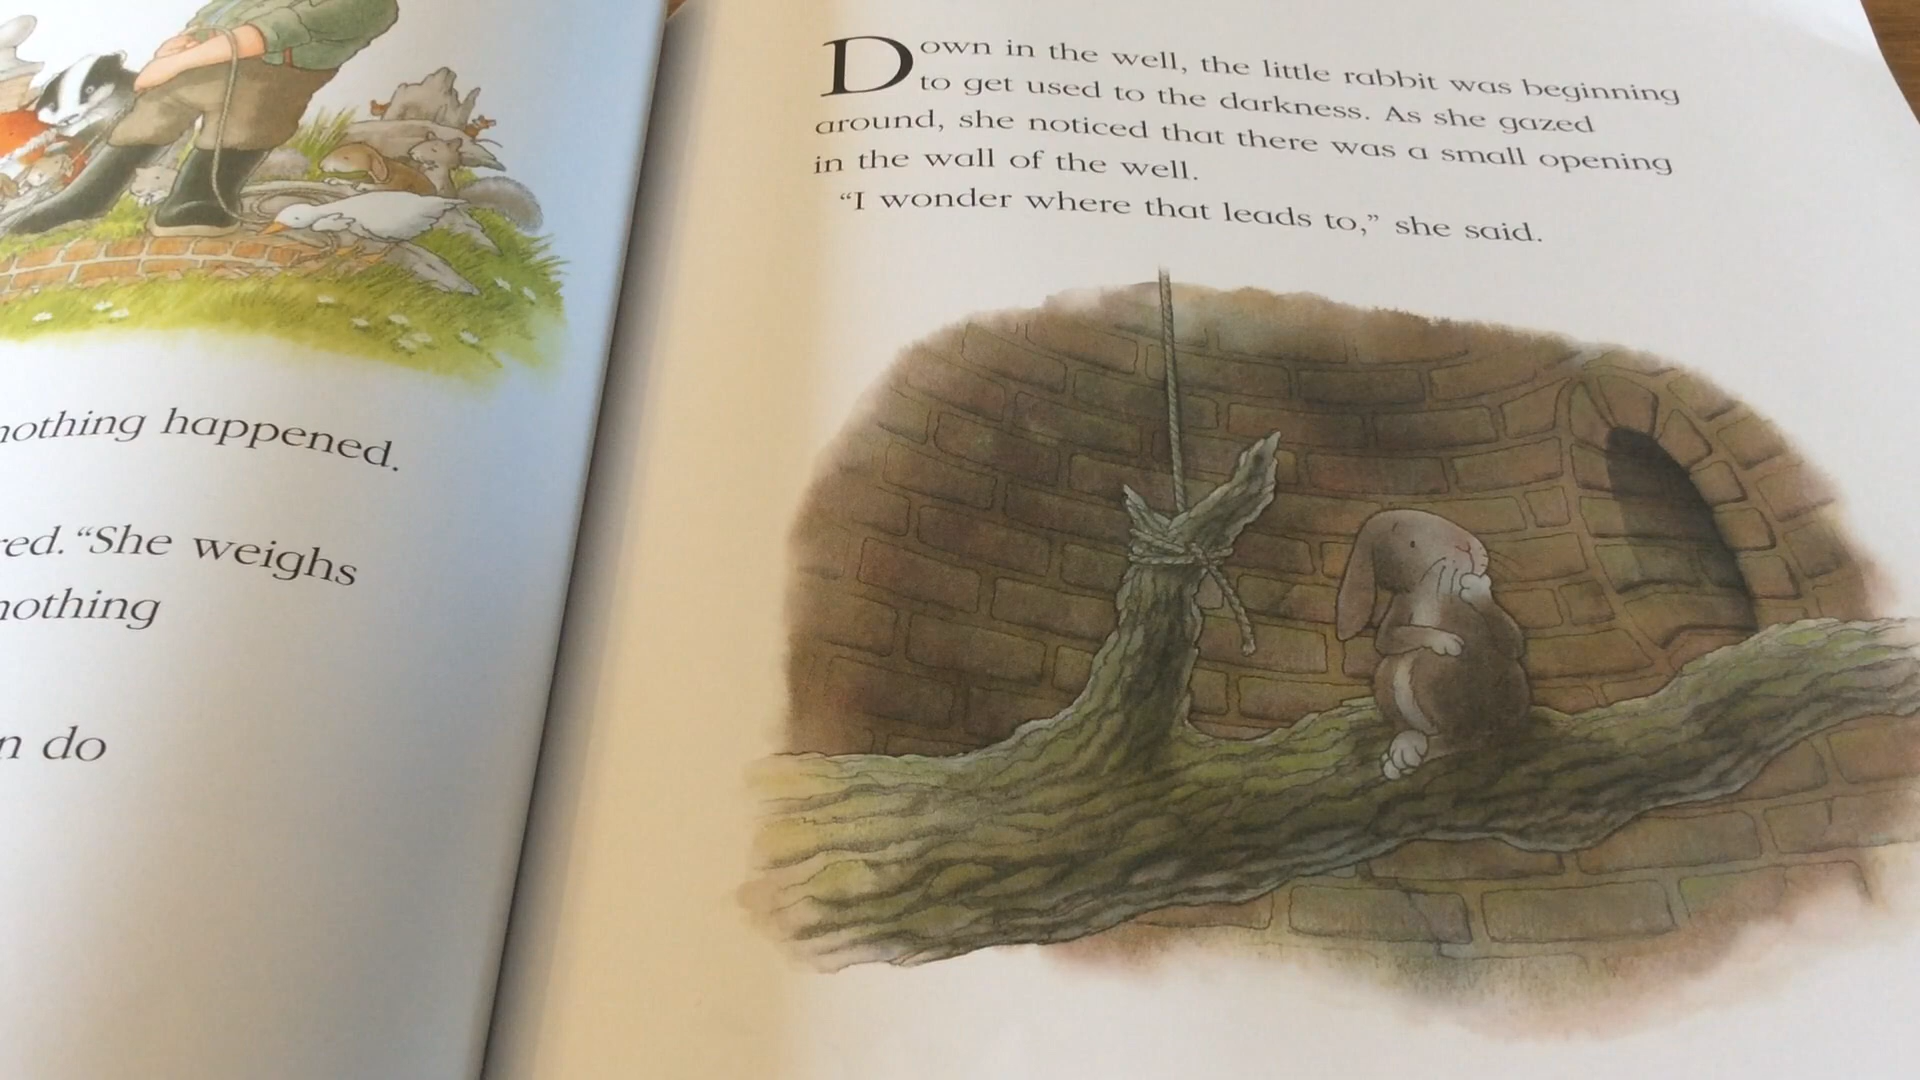 nothing happened.
red. “She weighs
nothing
n do
Down in the well, the little rabbit was beginning
to get used to the darkness. As she gazed
around, she noticed that there was a small opening
in the wall of the well.
“I wonder where that leads to,” she said.